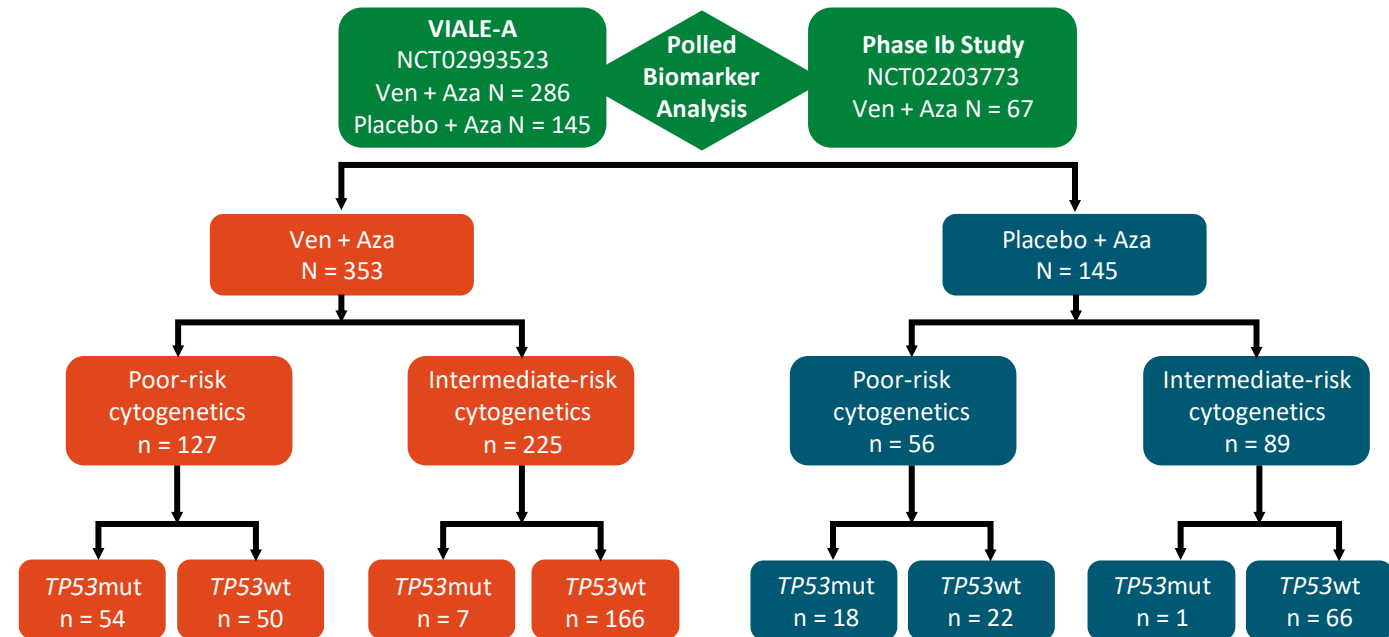 VIALE-A
NCT02993523
Ven + Aza N = 286
Placebo + Aza N = 145
Polled
Biomarker
Analysis
Phase Ib Study
NCT02203773
Ven + Aza N = 67
Ven + Aza
N = 353
Placebo + Aza
N = 145
Poor-risk
cytogenetics
n = 127
Intermediate-risk
cytogenetics
n = 225
Poor-risk
cytogenetics
n = 56
Intermediate-risk
cytogenetics
n = 89
TP53mut
n = 54
TP53wt
n = 50
TP53mut
n = 7
TP53wt
n = 166
TP53mut
n = 18
TP53wt
n = 22
TP53mut
n = 1
TP53wt
n = 66